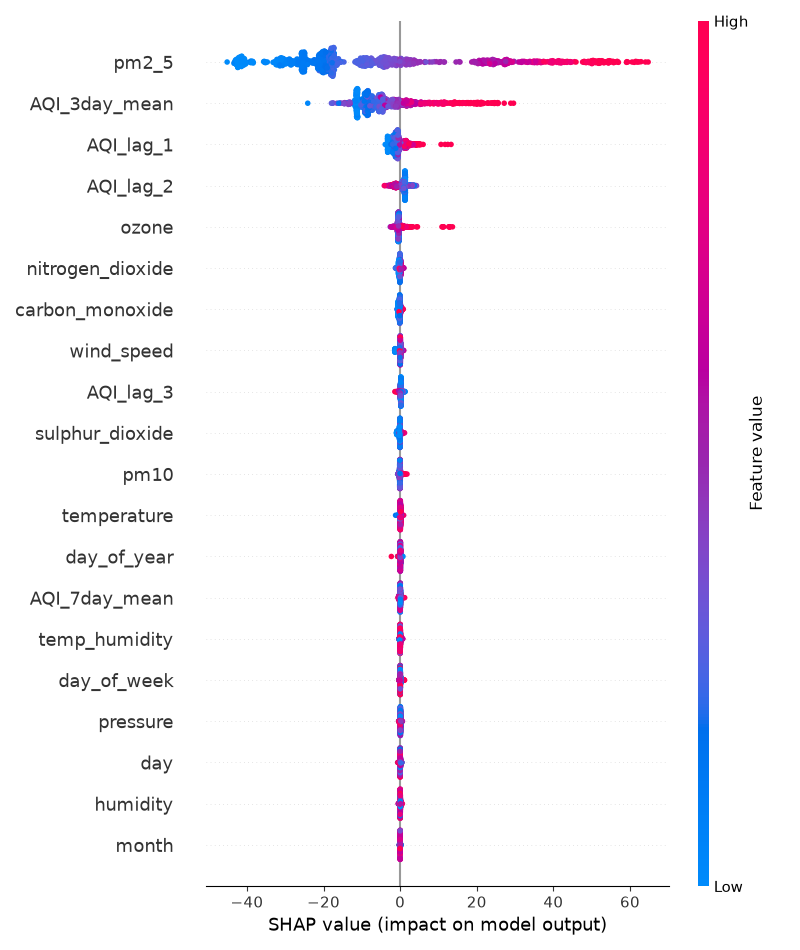 High
pm2_5
AQI_3day_mean
AQI_lag_1
AQI_lag_2
ozone
nitrogen_dioxide
carbon_monoxide
wind_speed
AQI_lag_3
sulphur_dioxide
pm10
temperature
day_of_year
AQI_7day_mean
temp_humidity
day_of_week
pressure
day
humidity
month
Feature value
Low
−40 −20 0 20 40 60
SHAP value (impact on model output)